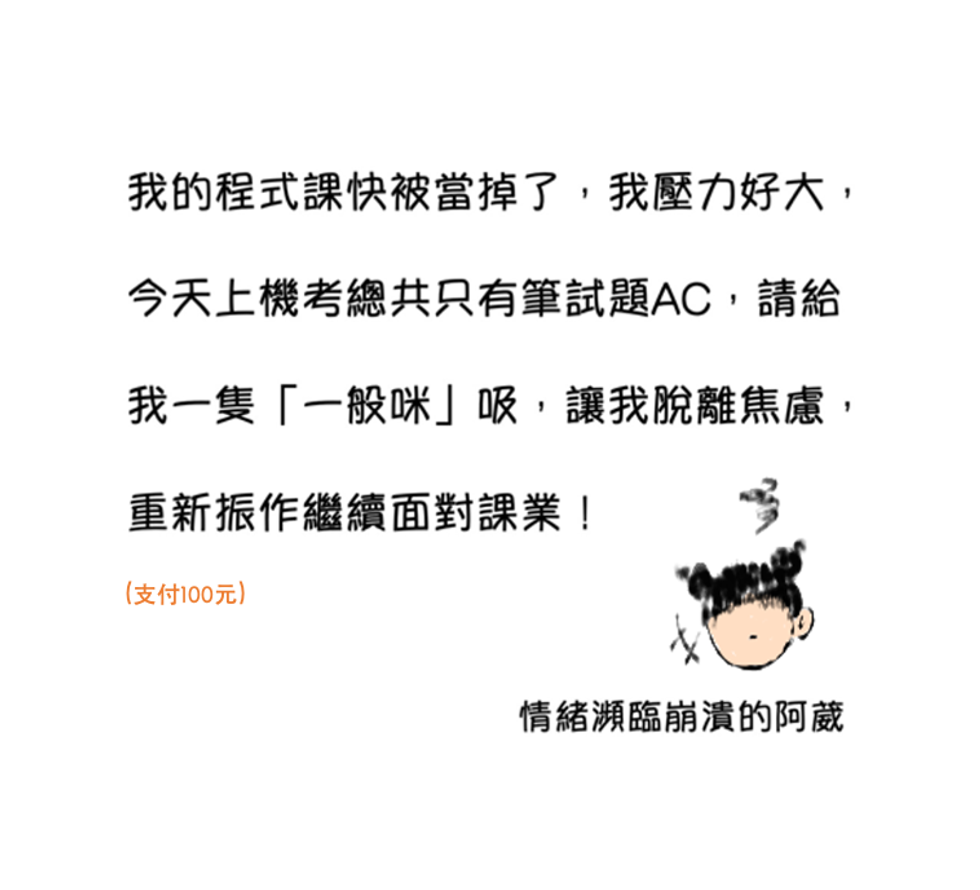 我的程式課快被當掉了，我壓力好大，
今天上機考總共只有筆試題AC，請給
我一隻「一般咪」吸，讓我脫離焦慮，
重新振作繼續面對課業！
(支付100元)
情緒瀕臨崩潰的阿葳